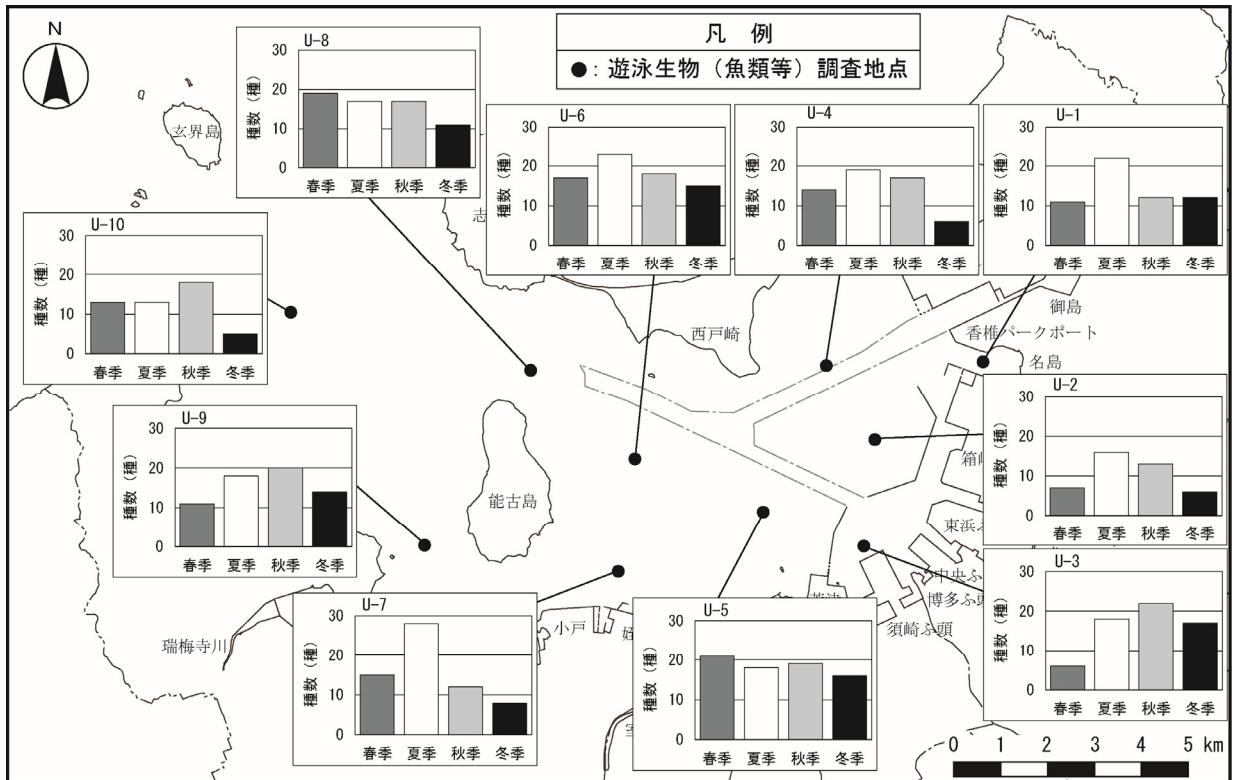 N
凡 例
●：遊泳生物（魚類等）調査地点
玄界島
U-8
種数（種）
30
20
10
0
春季 夏季 秋季 冬季
U-6
種数（種）
30
20
10
0
春季 夏季 秋季 冬季
U-4
種数（種）
30
20
10
0
春季 夏季 秋季 冬季
U-1
種数（種）
30
20
10
0
春季 夏季 秋季 冬季
志
U-10
種数（種）
30
20
10
0
春季 夏季 秋季 冬季
西戸崎
御島
香椎パークポート
名島
U-9
種数（種）
30
20
10
0
春季 夏季 秋季 冬季
能古島
U-2
種数（種）
30
20
10
0
春季 夏季 秋季 冬季
箱
東浜ふ
中央ふ
博多ふ頭
須崎ふ頭
U-3
種数（種）
30
20
10
0
春季 夏季 秋季 冬季
瑞梅寺川
U-7
種数（種）
30
20
10
0
春季 夏季 秋季 冬季
小戸
U-5
種数（種）
30
20
10
0
春季 夏季 秋季 冬季
0 1 2 3 4 5 km